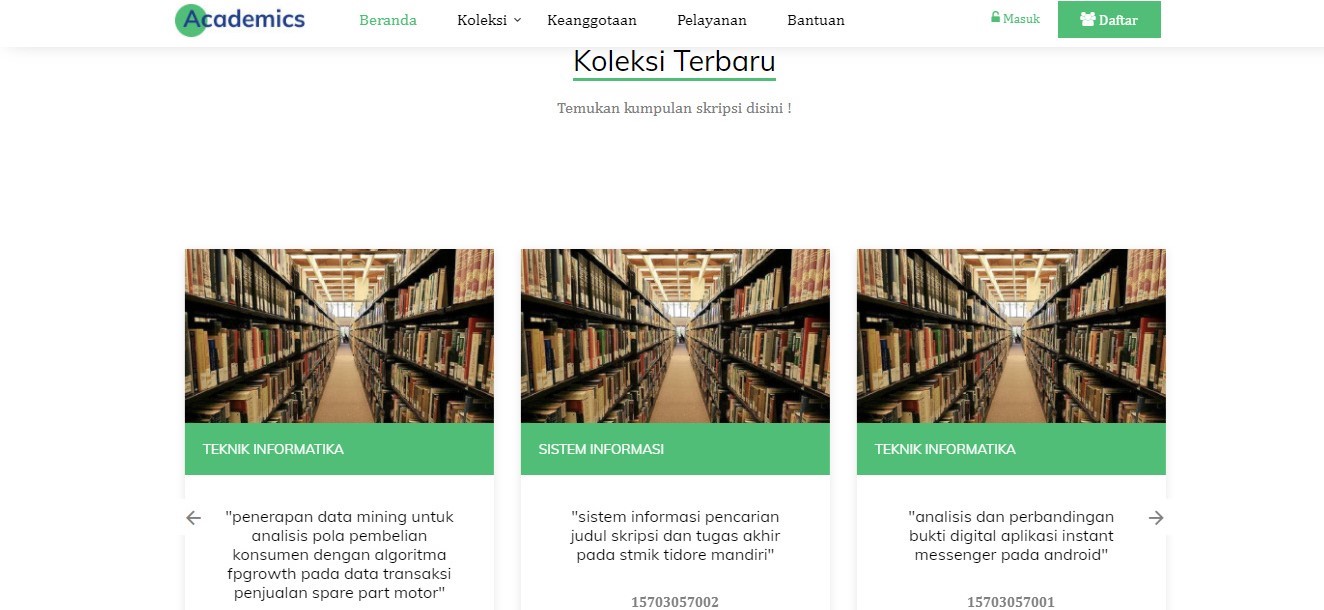 Academics
Beranda
Koleksi
Keanggotaan
Pelayanan
Bantuan
Masuk
Daftar
Koleksi Terbaru
Temukan kumpulan skripsi disini !
TEKNIK INFORMATIKA
"penerapan data mining untuk
analisis pola pembelian
konsumen dengan algoritma
fpgrowth pada data transaksi
penjualan spare part motor"
SISTEM INFORMASI
"sistem informasi pencarian
judul skripsi dan tugas akhir
pada stmik tidore mandiri"
15703057002
TEKNIK INFORMATIKA
"analisis dan perbandingan
bukti digital aplikasi instant
messenger pada android"
15703057001